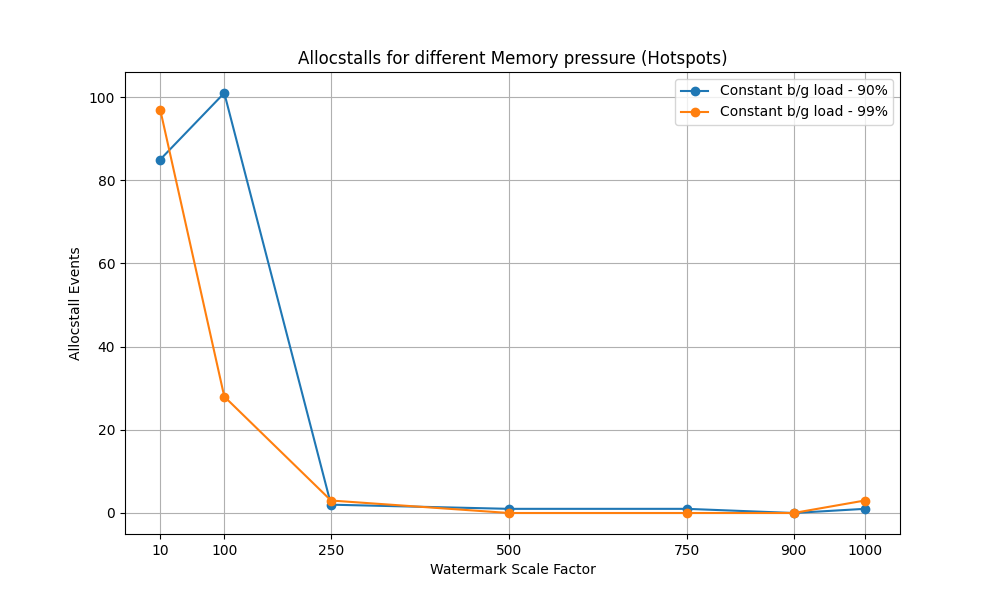 Allocstalls for different Memory pressure (Hotspots)
Constant b/g load - 90%
Constant b/g load - 99%
Allocstall Events
100
80
60
40
20
0
10 100 250 500 750 900 1000
Watermark Scale Factor